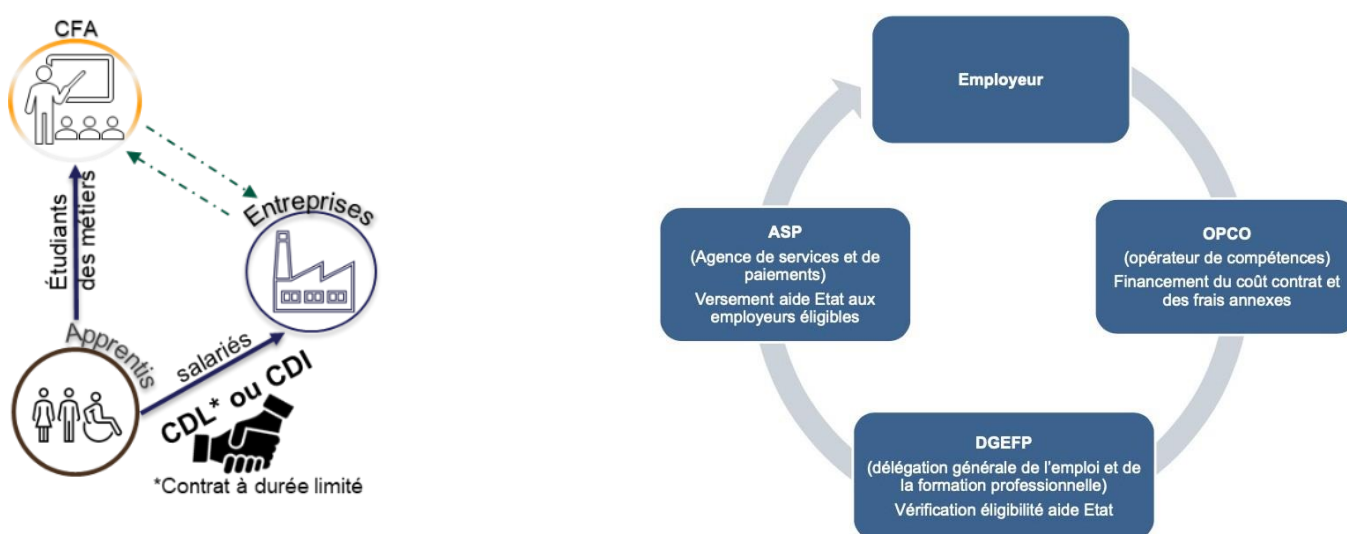 CFA
Étudiants
des métiers
Entreprises
Apprentis
salariés
CDL* ou CDI
*Contrat à durée limité
Employeur
OPCO
(opérateur de compétences)
Financement du coût contrat et
des frais annexes
DGEFP
(délégation générale de l'emploi et de
la formation professionnelle)
Vérification éligibilité aide Etat
ASP
(Agence de services et de
paiements)
Versement aide Etat aux
employeurs éligibles